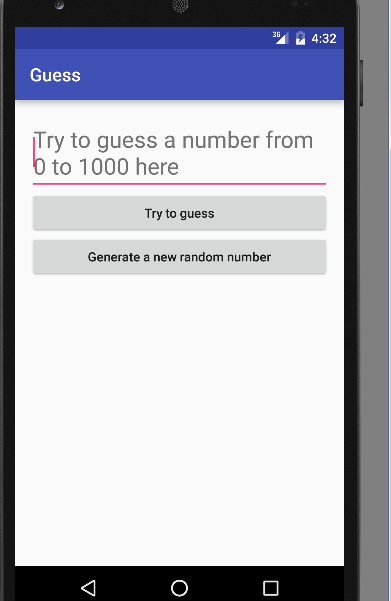 3G 4:32
Guess
Try to guess a number from
0 to 1000 here
Try to guess
Generate a new random number